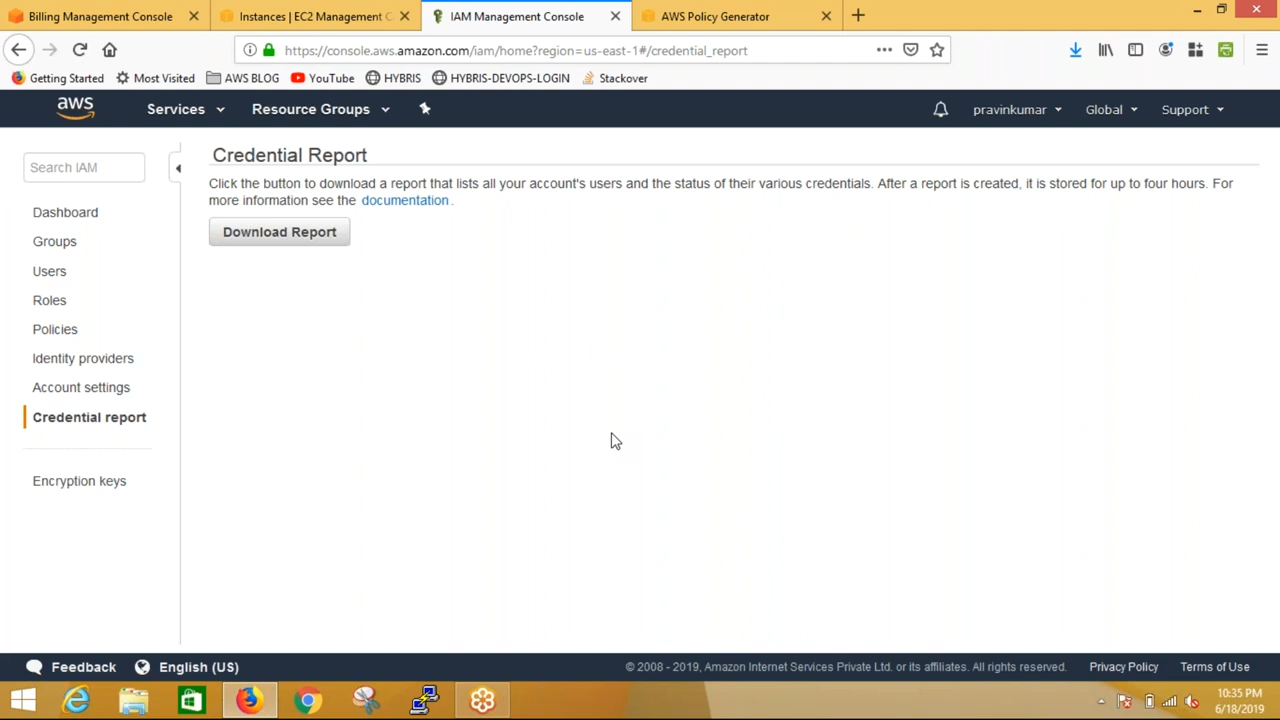 Billing Management Console
Instances | EC2 Management C
IAM Management Console
AWS Policy Generator
https://console.aws.amazon.com/iam/home?region=us-east-1#/credential_report
Getting Started
Most Visited
AWS BLOG
YouTube
HYBRIS
HYBRIS-DEVOPS-LOGIN
Stackover
aws
Services
Resource Groups
pravinkumar
Global
Support
Search IAM
Dashboard
Groups
Users
Roles
Policies
Identity providers
Account settings
Credential report
Encryption keys
Credential Report
Click the button to download a report that lists all your account's users and the status of their various credentials. After a report is created, it is stored for up to four hours. For
more information see the documentation.
Download Report
Feedback
English (US)
© 2008 - 2019, Amazon Internet Services Private Ltd. or its affiliates. All rights reserved.
Privacy Policy
Terms of Use
10:35 PM
6/18/2019